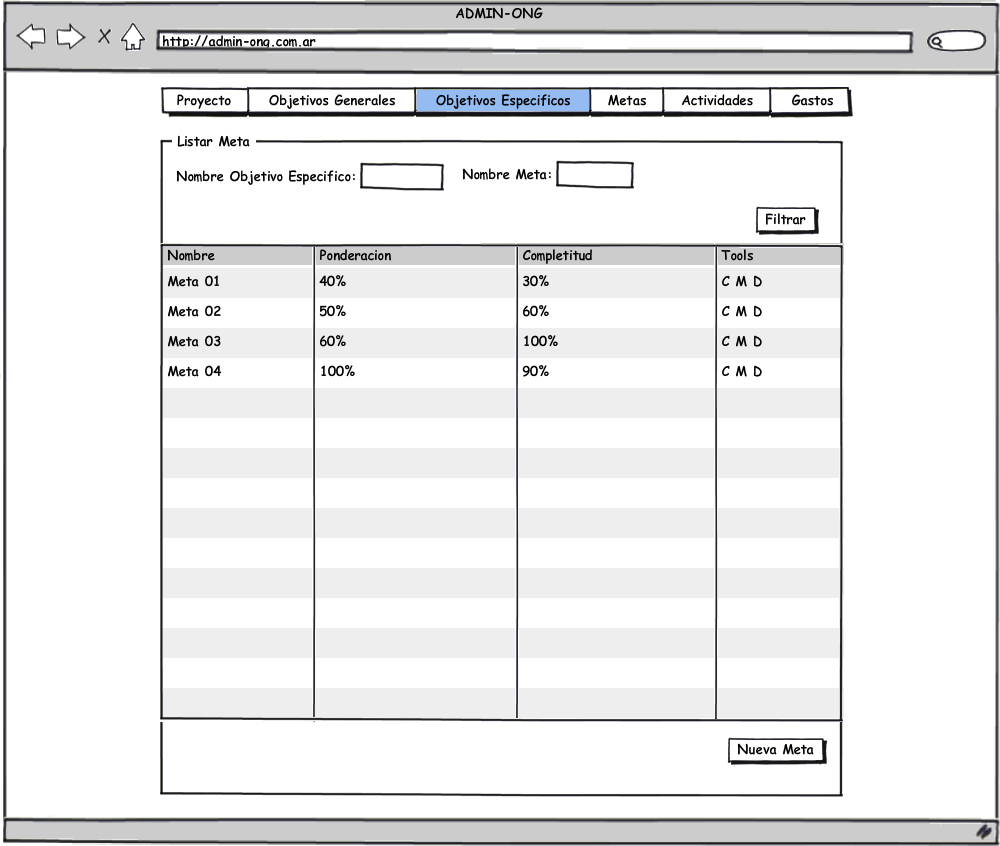 ADMIN-ONG
http://admin-ong.com.ar
Proyecto Objetivos Generales Objetivos Especificos Metas Actividades Gastos
Listar Meta
Nombre Objetivo Especifico: Nombre Meta:
Filtrar
Nombre Ponderacion Completitud Tools
Meta 01 40% 30% C M D
Meta 02 50% 60% C M D
Meta 03 60% 100% C M D
Meta 04 100% 90% C M D
Nueva Meta